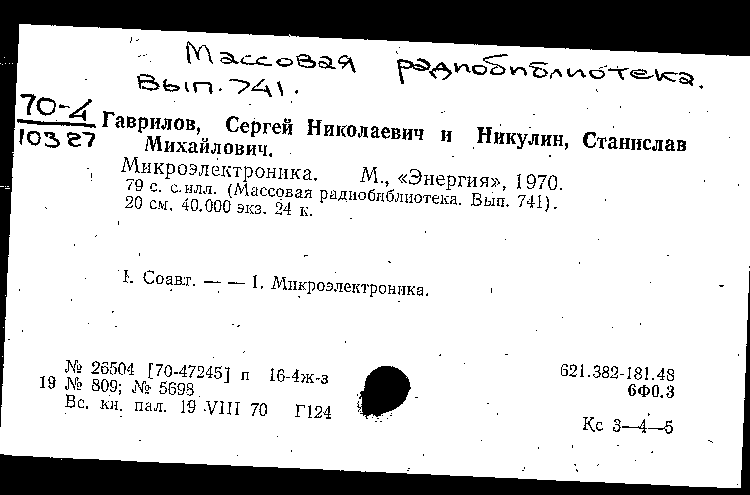 Массовая радиобиблиотека.
Вып. 741.
70-4
10387
Гаврилов, Сергей Николаевич и Никулин, Станислав
Михайлович.
Микроэлектроника. М., «Энергия», 1970.
79 с. с илл. (Массовая радиобиблиотека. Вып. 741).
20 см. 40.000 экз. 24 к.
1. Соавт. — — I. Микроэлектроника.
№ 26504 [70-47245] п 16-4ж-з
19 № 809; № 5698
Вс. кн. пал. 19 VIII 70 Г124
621.382-181.48
6Ф0.3
Кс 3—4—5